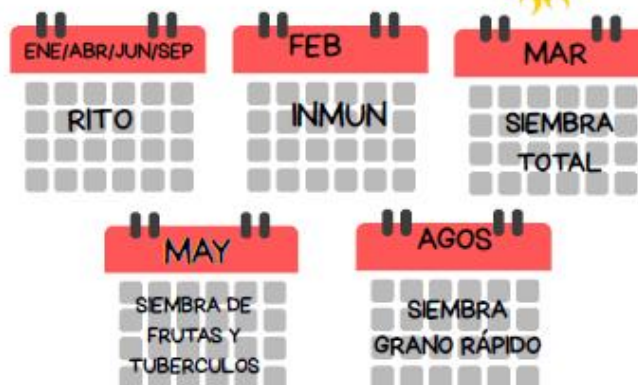 ENE/ABR/JUN/SEP
RITO
FEB
INMUN
MAR
SIEMBRA
TOTAL
MAY
SIEMBRA DE
FRUTAS Y
TUBERCULOS
AGOS
SIEMBRA
GRANO RÁPIDO